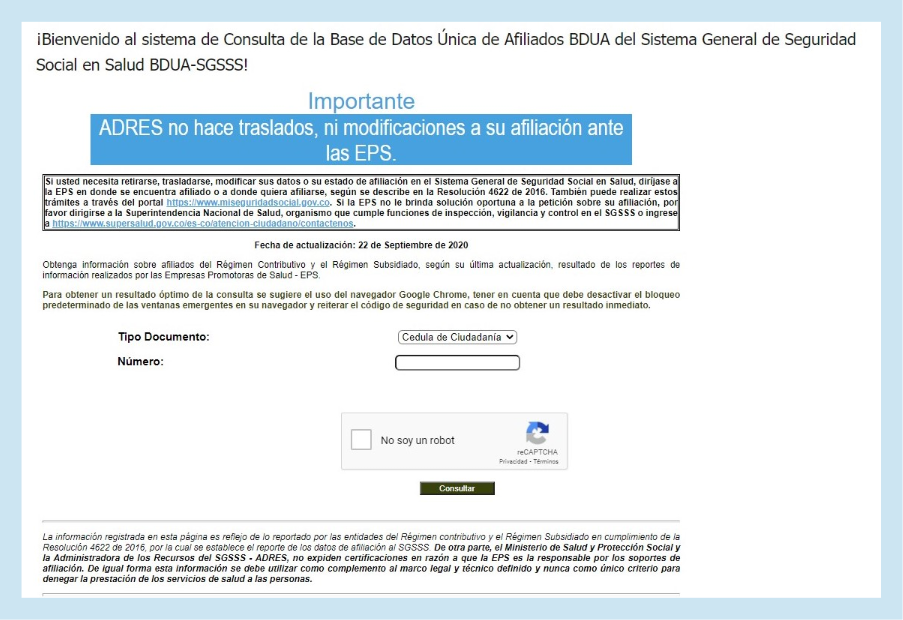 ¡Bienvenido al sistema de Consulta de la Base de Datos Única de Afiliados BDUA del Sistema General de Seguridad
Social en Salud BDUA-SGSSS!
Importante
ADRES no hace traslados, ni modificaciones a su afiliación ante
las EPS.
Si usted necesita retirarse, trasladarse, modificar sus datos o su estado de afiliación en el Sistema General de Seguridad Social en Salud, diríjase a
la EPS en donde se encuentra afiliado o a donde quiera afiliarse, según se describe en la Resolución 4622 de 2016. También puede realizar estos
trámites a través del portal https://www.miseguridadsocial.gov.co. Si la EPS no le brinda solución oportuna a la petición sobre su afiliación, por
favor dirigirse a la Superintendencia Nacional de Salud, organismo que cumple funciones de inspección, vigilancia y control en el SGSSS o ingrese
a https://www.supersalud.gov.co/es-co/atencion-ciudadano/contactenos.
Fecha de actualización: 22 de Septiembre de 2020
Obtenga información sobre afiliados del Régimen Contributivo y el Régimen Subsidiado, según su última actualización, resultado de los reportes de
información realizados por las Empresas Promotoras de Salud - EPS.
Para obtener un resultado óptimo de la consulta se sugiere el uso del navegador Google Chrome, tener en cuenta que debe desactivar el bloqueo
predeterminado de las ventanas emergentes en su navegador y reiterar el código de seguridad en caso de no obtener un resultado inmediato.
Tipo Documento:
Cedula de Ciudadanía
Número:
No soy un robot
reCAPTCHA
Privacidad - Términos
Consultar
La información registrada en esta página es reflejo de lo reportado por las entidades del Régimen contributivo y el Régimen Subsidiado en cumplimiento de la
Resolución 4622 de 2016, por la cual se establece el reporte de los datos de afiliación al SGSSS. De otra parte, el Ministerio de Salud y Protección Social y
la Administradora de los Recursos del SGSSS - ADRES, no expiden certificaciones en razón a que la EPS es la responsable por los soportes de
afiliación. De igual forma esta información se debe utilizar como complemento al marco legal y técnico definido y nunca como único criterio para
denegar la prestación de los servicios de salud a las personas.